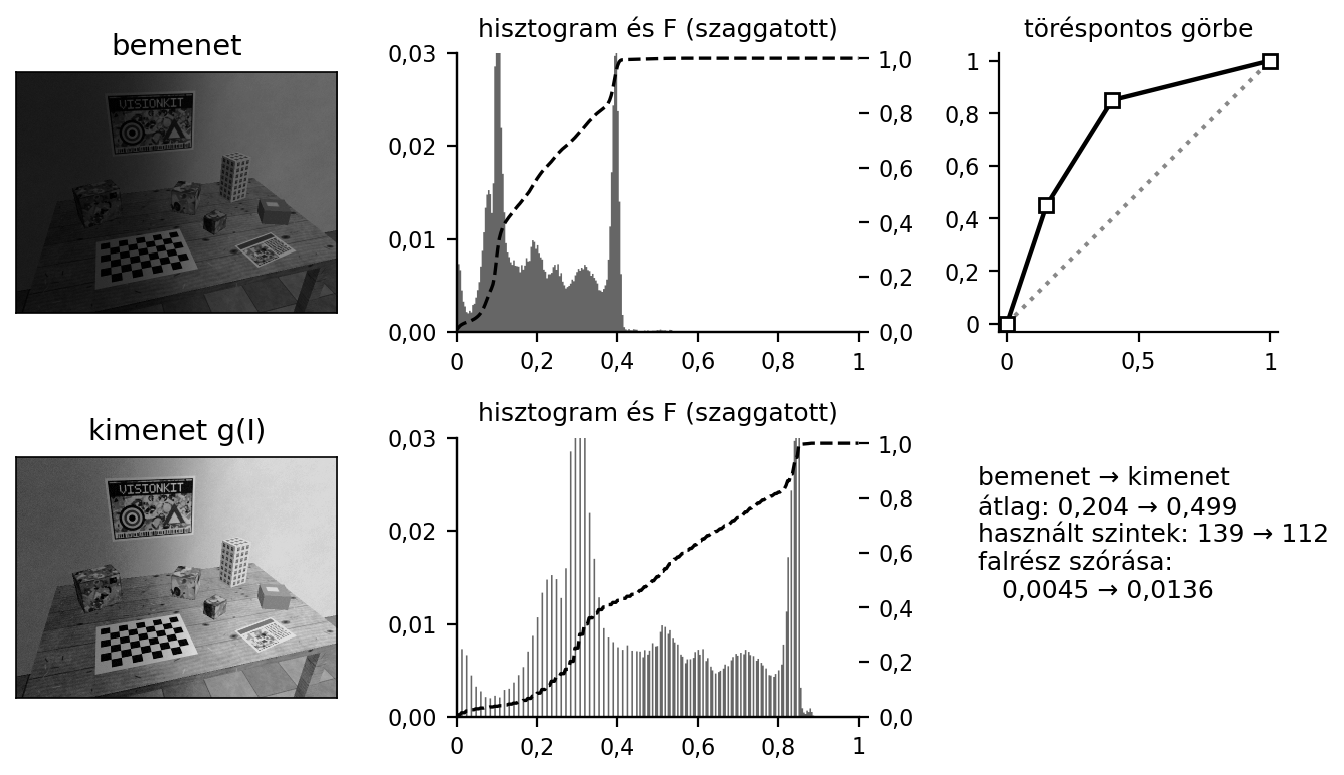 bemenet
VISIONKIT
hisztogram és F (szaggatott)
0,03
0,02
0,01
0,00
1,0
0,8
0,6
0,4
0,2
0,0
0 0,2 0,4 0,6 0,8 1
töréspontos görbe
1
0,8
0,6
0,4
0,2
0
0 0,5 1
kimenet g(I)
VISIONKIT
hisztogram és F (szaggatott)
0,03
0,02
0,01
0,00
1,0
0,8
0,6
0,4
0,2
0,0
0 0,2 0,4 0,6 0,8 1
bemenet → kimenet
átlag: 0,204 → 0,499
használt szintek: 139 → 112
falrész szórása:
0,0045 → 0,0136